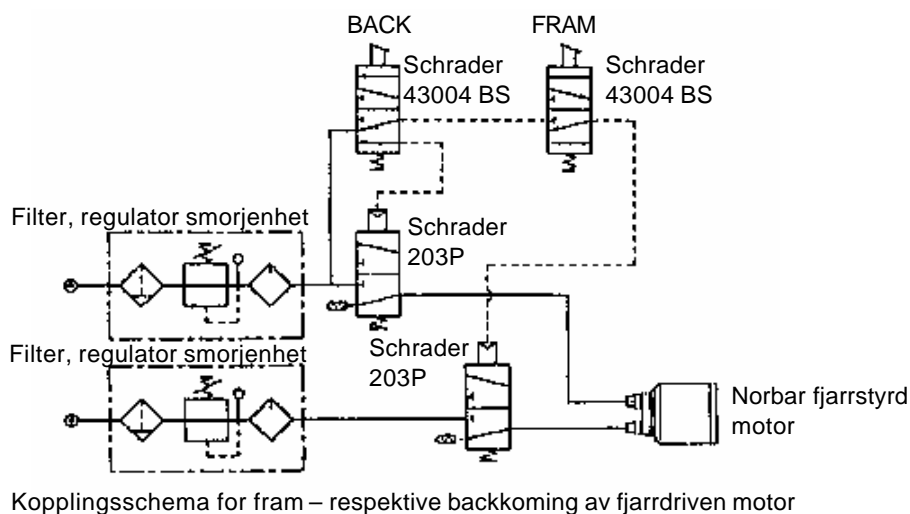 BACK
FRAM
Schrader
43004 BS
Schrader
43004 BS
Filter, regulator smorjenhet
Schrader
203P
Filter, regulator smorjenhet
Schrader
203P
Norbar fjarrstyrd
motor
Kopplingsschema for fram – respektive backkoming av fjarrdriven motor